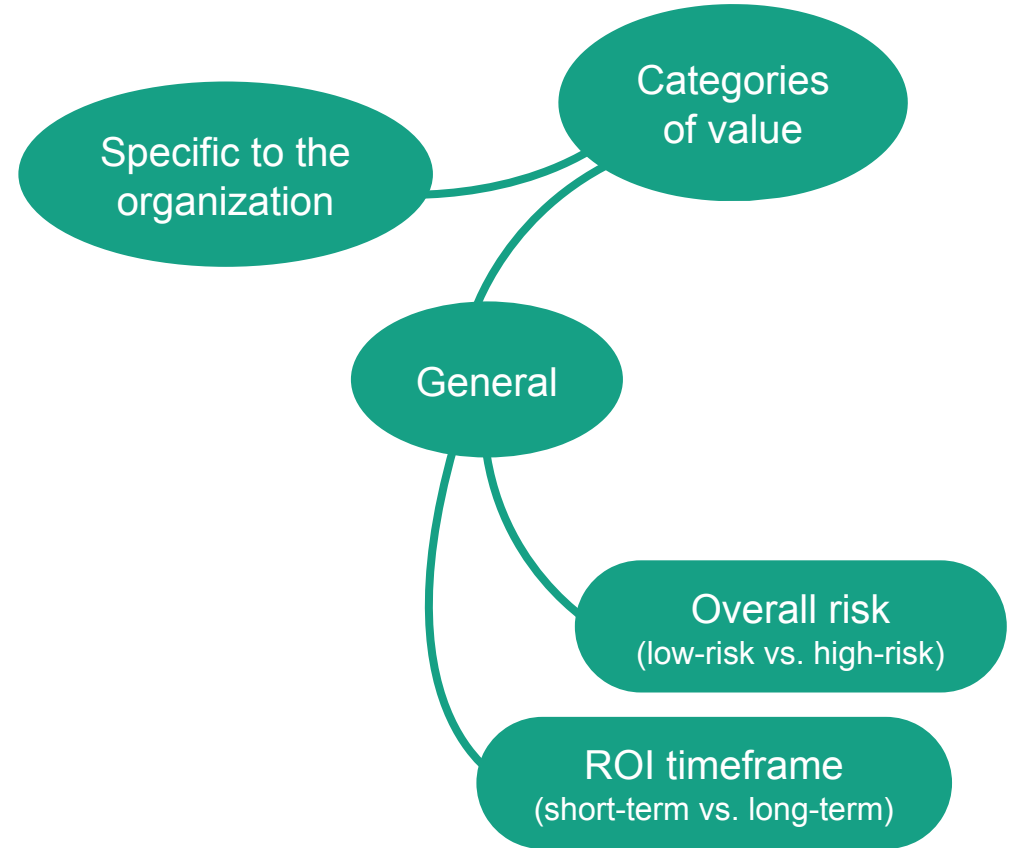 Categories
of value
Specific to the
organization
General
Overall risk
(low-risk vs. high-risk)
ROI timeframe
(short-term vs. long-term)